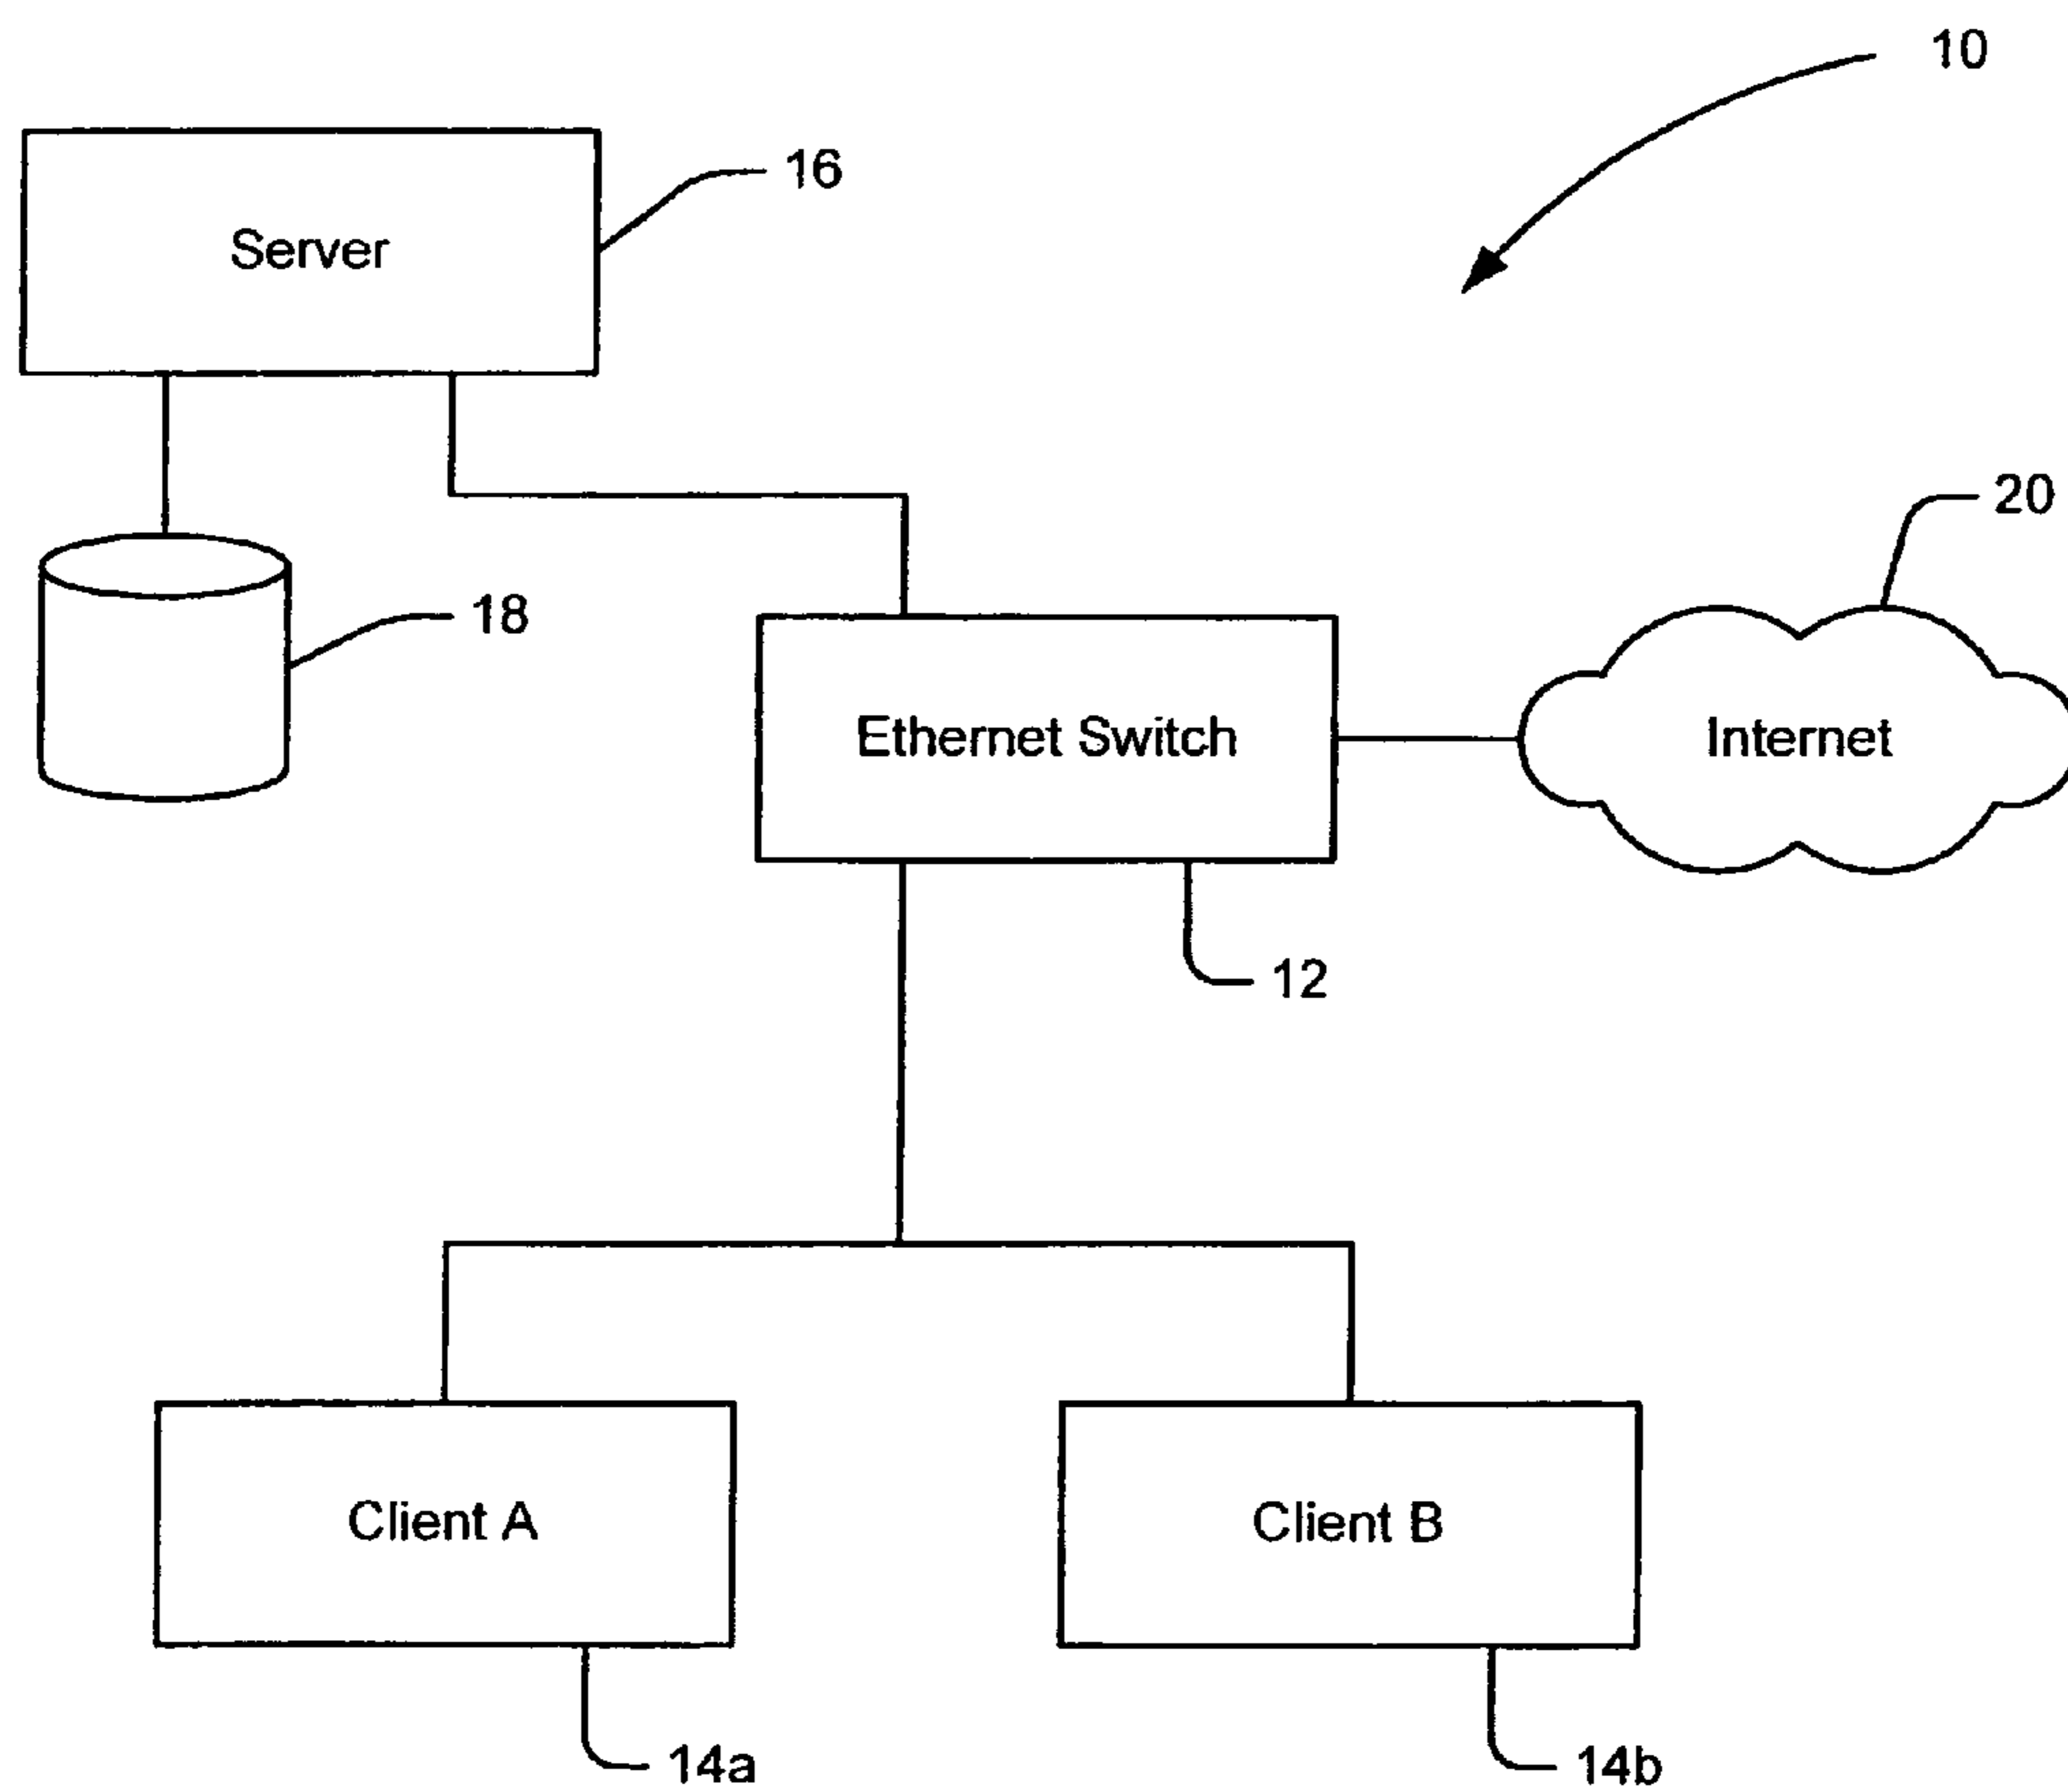 10
16
Server
20
18
Ethernet Switch
Internet
12
Client A
Client B
14a
14b